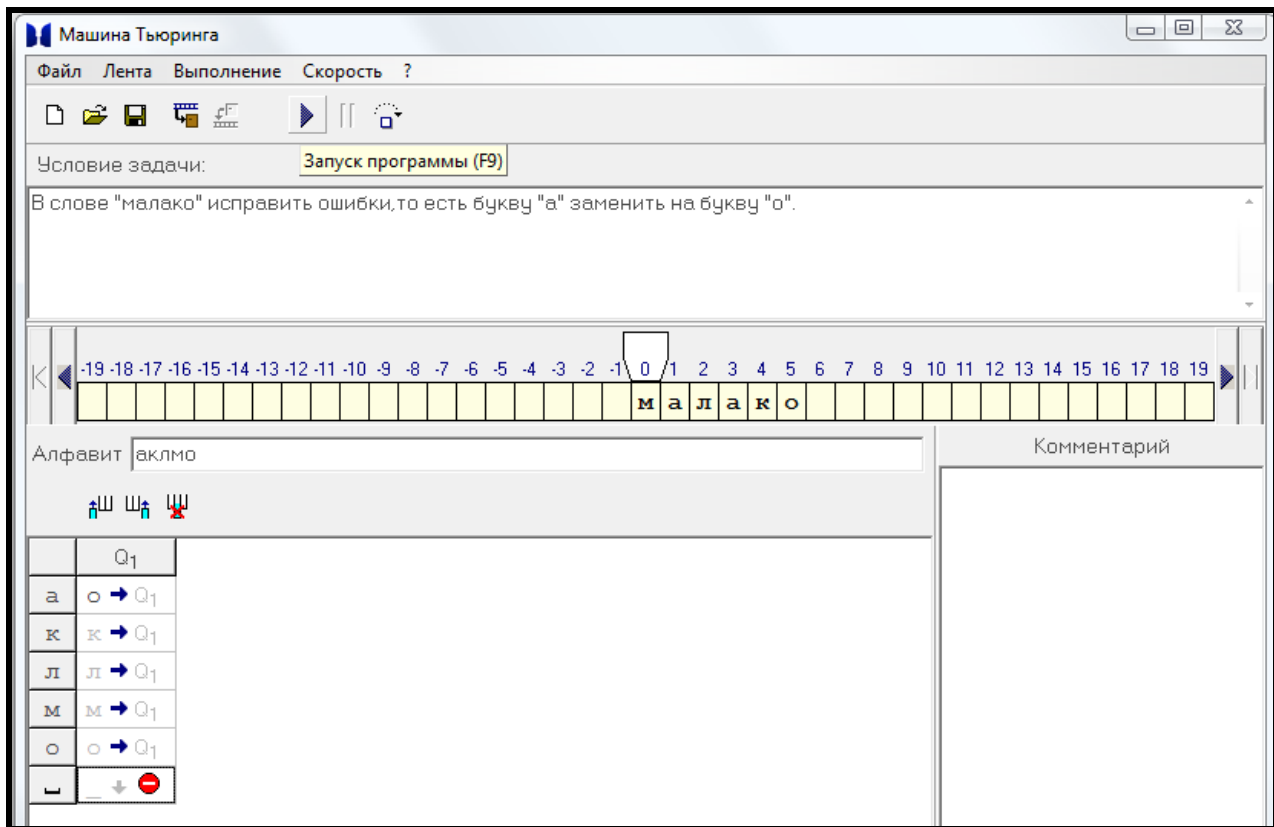 Машина Тьюринга
Файл Лента Выполнение Скорость ?
Условие задачи:
Запуск программы (F9)
В слове "малако" исправить ошибки,то есть букву "а" заменить на букву "о".
-19 -18 -17 -16 -15 -14 -13 -12 -11 -10 -9 -8 -7 -6 -5 -4 -3 -2 -1 0 1 2 3 4 5 6 7 8 9 10 11 12 13 14 15 16 17 18 19
м а л а к о
Алфавит аклмо
Комментарий
Q1
а о ➔ Q1
к к ➔ Q1
л л ➔ Q1
м м ➔ Q1
о о ➔ Q1
_